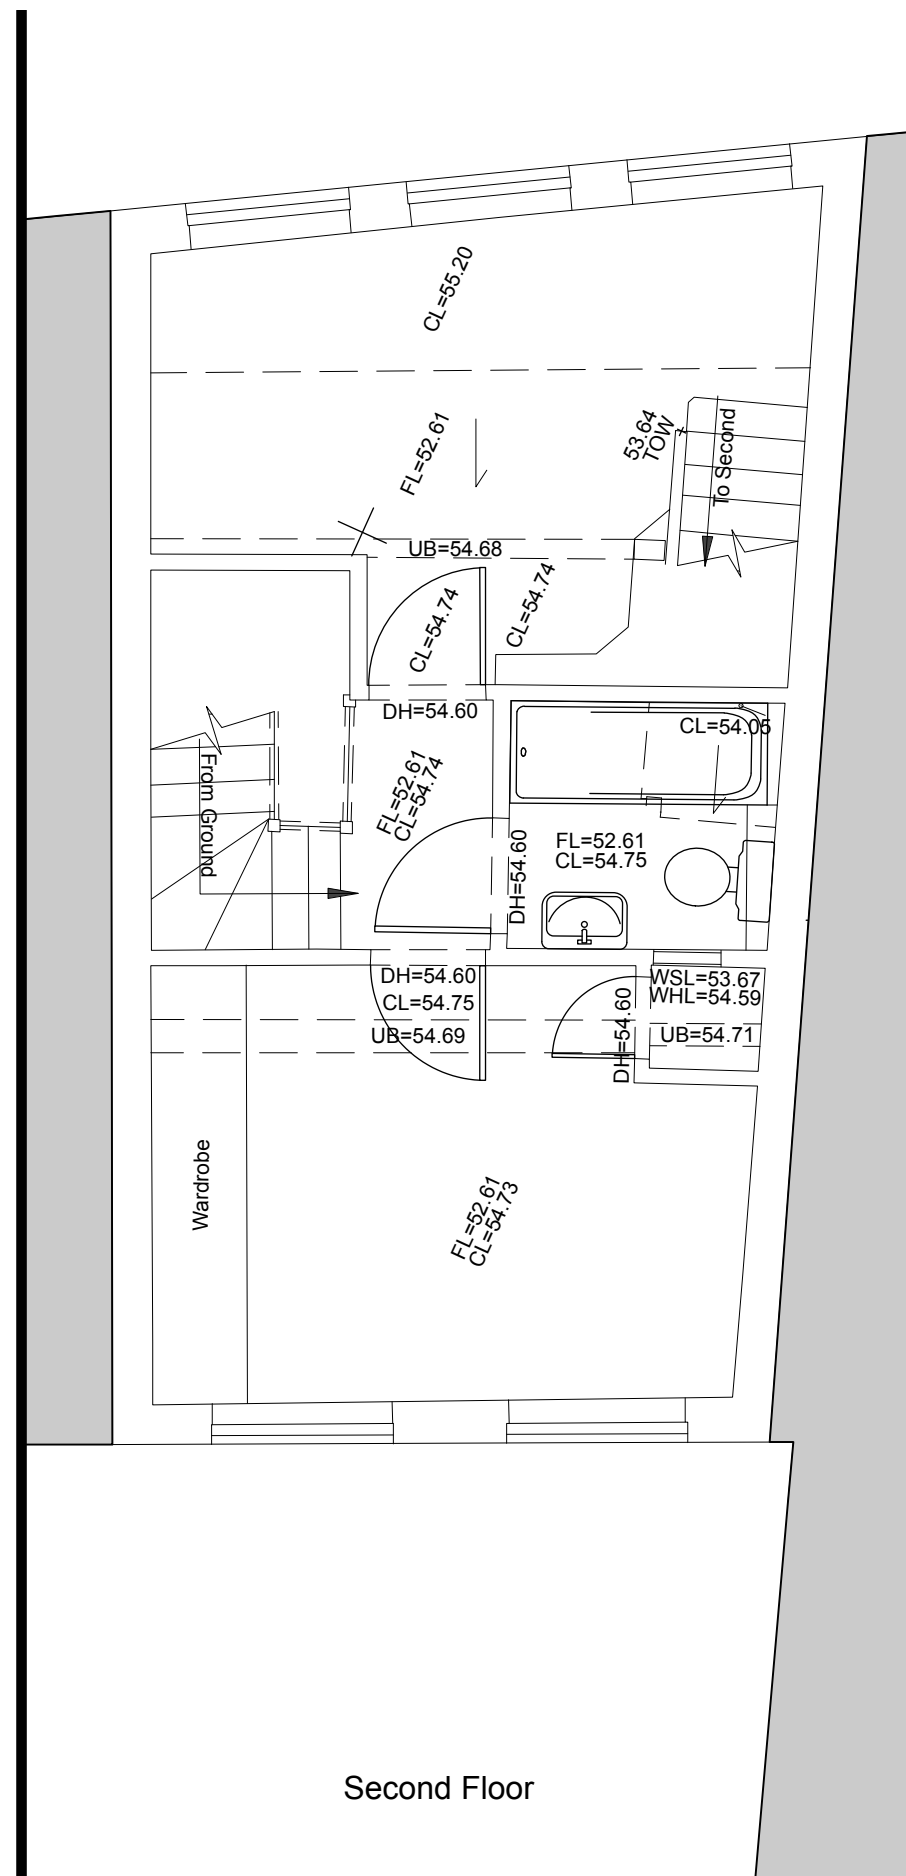 CL=55.20
FL=52.61
53.64
TOW
To Second
UB=54.68
CL=54.74
CL=54.74
DH=54.60
CL=54.05
From Ground
FL=52.61
CL=54.74
DH=54.60
FL=52.61
CL=54.75
DH=54.60
CL=54.75
UB=54.69
DH=54.60
WSL=53.67
WHL=54.59
UB=54.71
Wardrobe
FL=52.61
CL=54.73
Second Floor